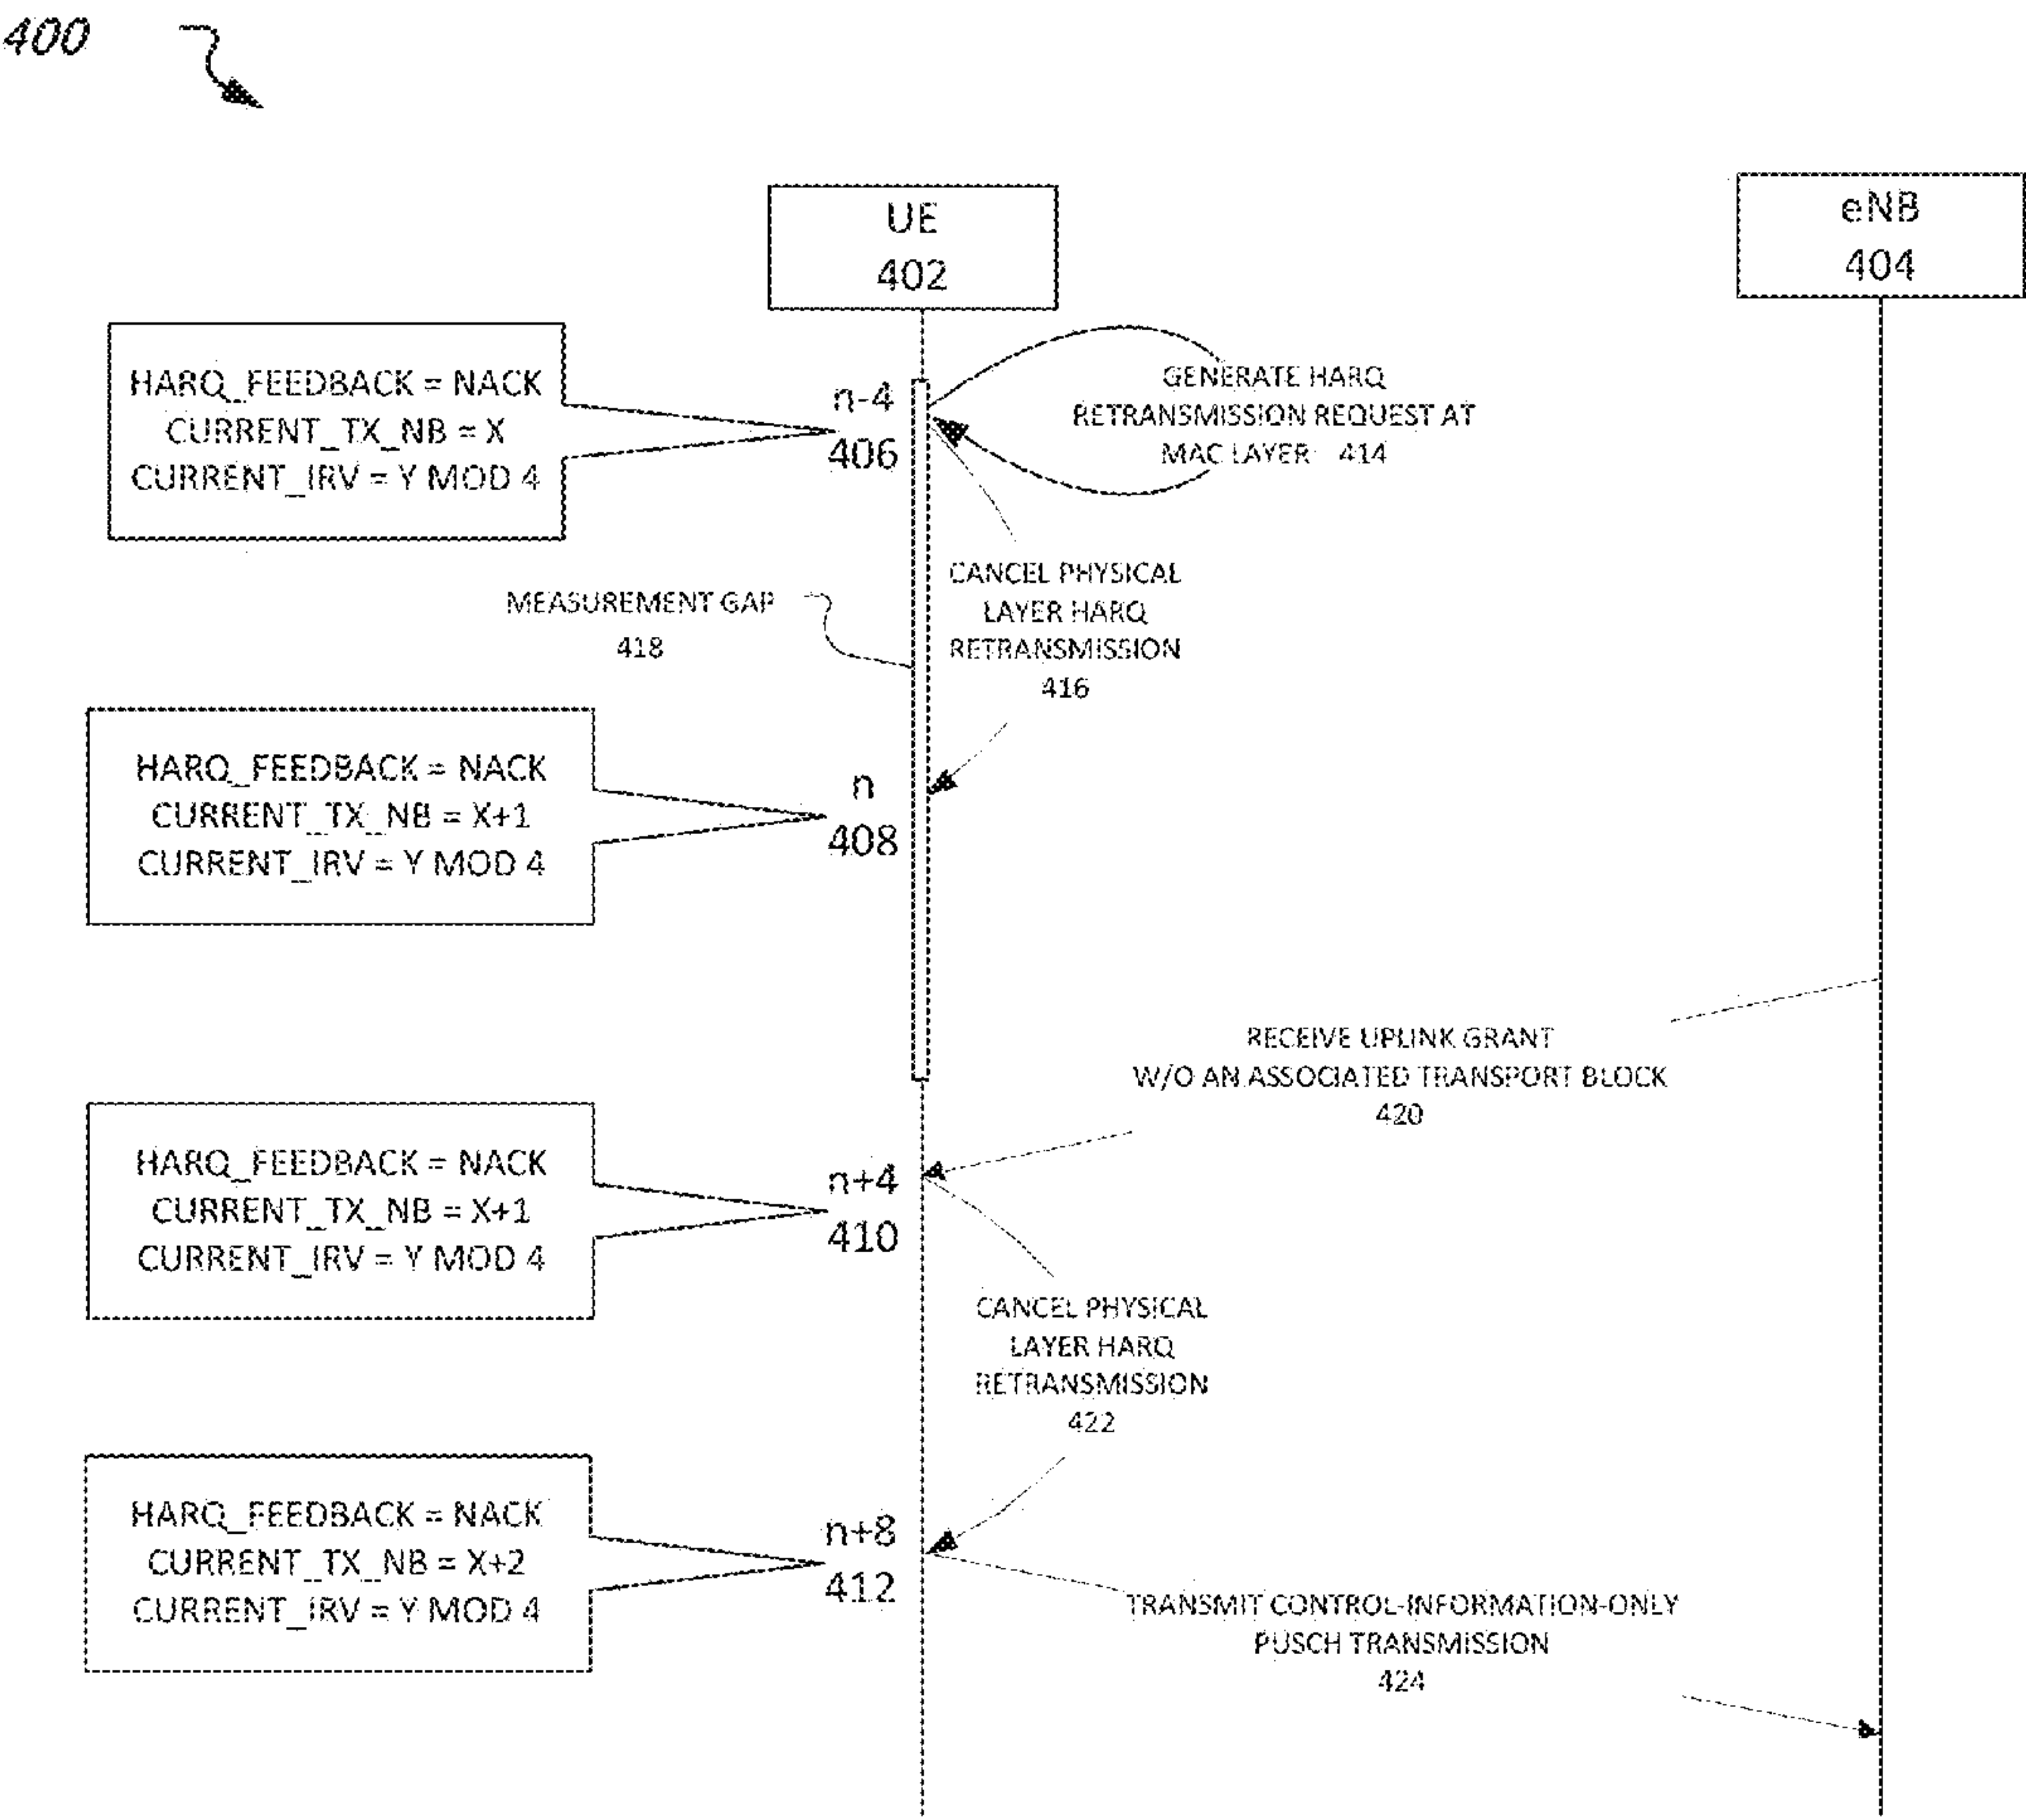 400
UE
402
eNB
404
HARQ_FEEDBACK = NACK
CURRENT_TX_NB = X
CURRENT_IRV = Y MOD 4
n-4
406
GENERATE HARQ
RETRANSMISSION REQUEST AT
MAC LAYER 414
MEASUREMENT GAP
418
CANCEL PHYSICAL
LAYER HARQ
RETRANSMISSION
416
HARQ_FEEDBACK = NACK
CURRENT_TX_NB = X+1
CURRENT_IRV = Y MOD 4
n
408
RECEIVE UPLINK GRANT
W/O AN ASSOCIATED TRANSPORT BLOCK
420
HARQ_FEEDBACK = NACK
CURRENT_TX_NB = X+1
CURRENT_IRV = Y MOD 4
n+4
410
CANCEL PHYSICAL
LAYER HARQ
RETRANSMISSION
422
HARQ_FEEDBACK = NACK
CURRENT_TX_NB = X+2
CURRENT_IRV = Y MOD 4
n+8
412
TRANSMIT CONTROL-INFORMATION-ONLY
PUSCH TRANSMISSION
424